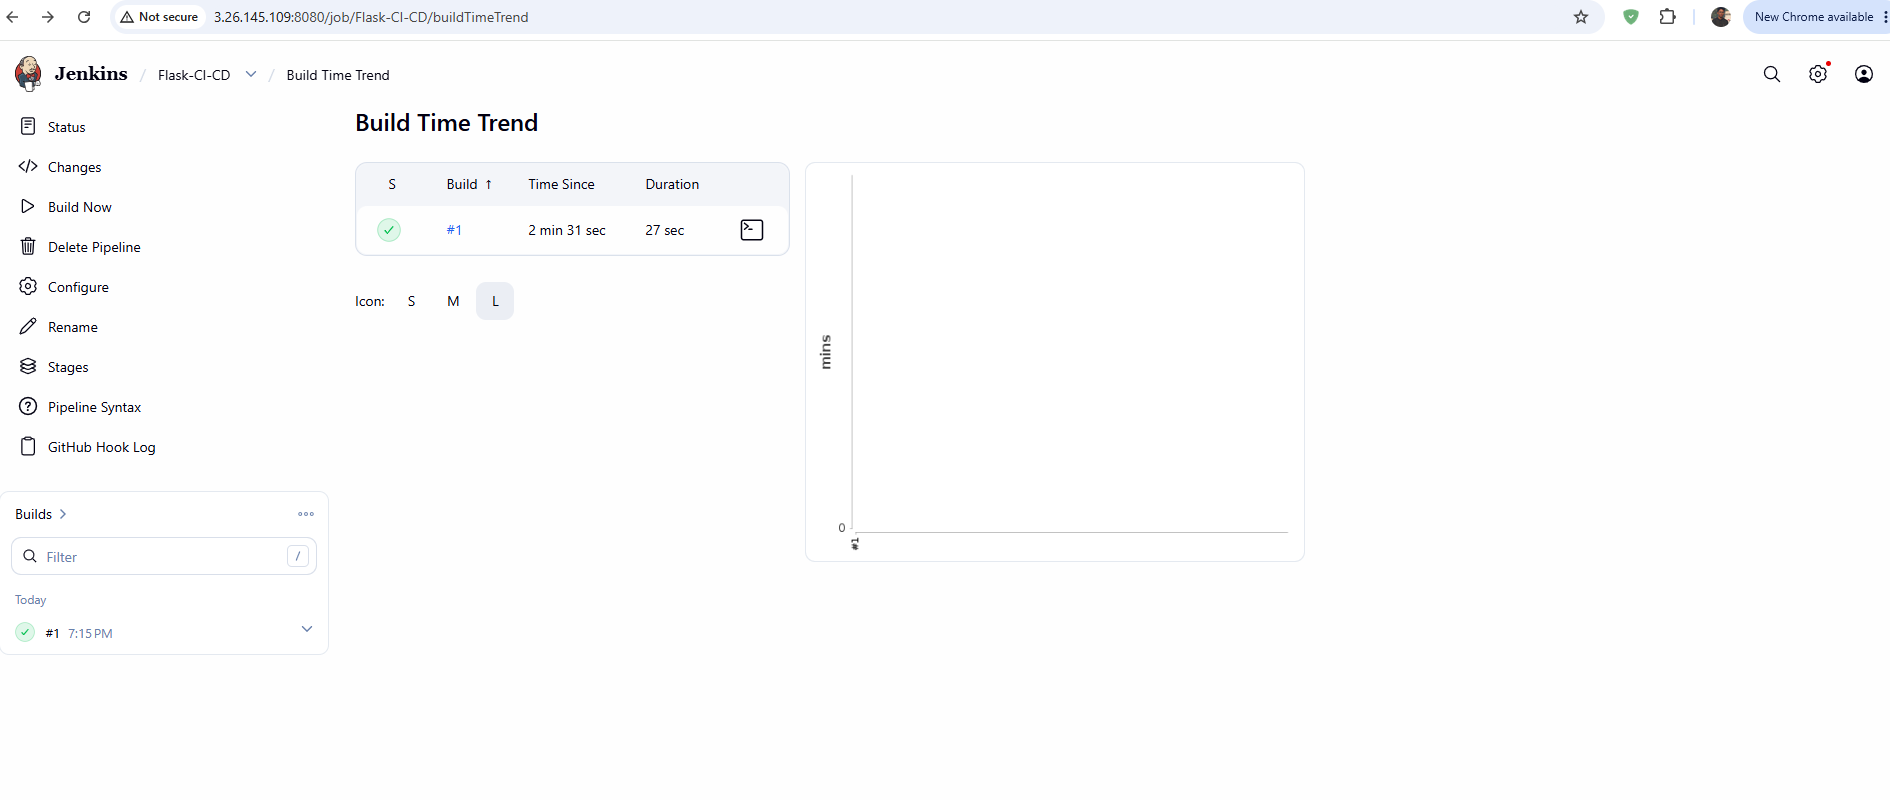 Not secure 3.26.145.109:8080/job/Flask-CI-CD/buildTimeTrend New Chrome available
Jenkins / Flask-CI-CD / Build Time Trend
Status
Changes
Build Now
Delete Pipeline
Configure
Rename
Stages
Pipeline Syntax
GitHub Hook Log
Builds
Filter /
Today
#1 7:15 PM
Build Time Trend
S Build ↑ Time Since Duration
#1 2 min 31 sec 27 sec
Icon: S M L
mins
0
#1